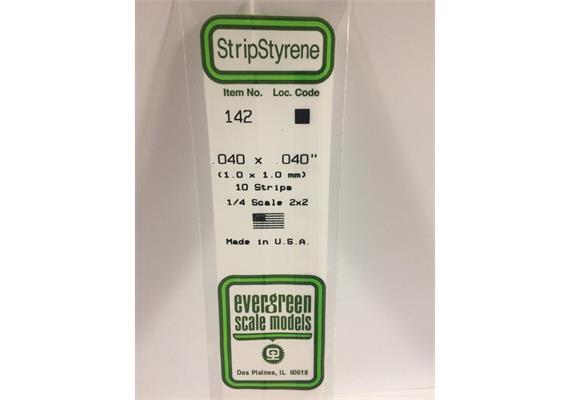 StripStyrene
Item No. Loc. Code
142
.040 x .040"
(1.0 x 1.0 mm)
10 Strips
1/4 Scale 2x2
Made in U.S.A.
evergreen
scale models
Des Plaines, IL 60018